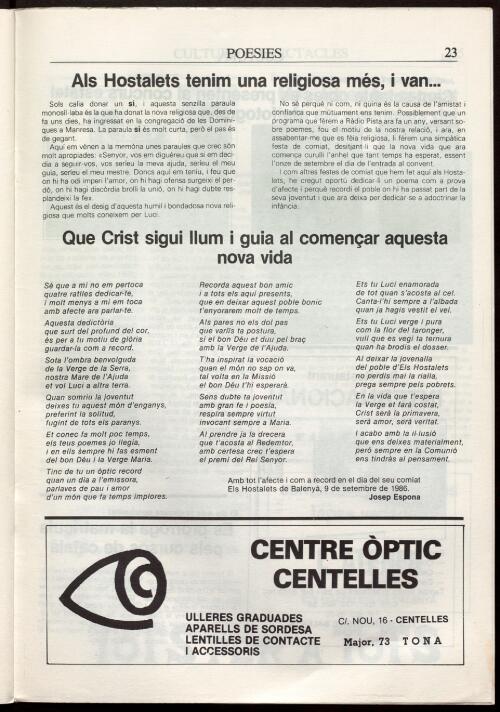 POESIES
23
Als Hostalets tenim una religiosa més, i van...
Sols calia donar un sí, i aquesta senzilla paraula
monosíl·laba és la que ha donat la nova religiosa que, des de
fa uns dies, ha ingressat en la congregació de les Domini-
ques a Manresa. La paraula sí és molt curta, però el pas és
de gegant.
Aquí em vénen a la memòria unes paraules que crec són
molt apropiades: «Senyor, vos em diguéreu que si em deci-
dia a seguir-vos, vos seríeu la meva ajuda, seríeu el meu
guia, seríeu el meu mestre. Doncs aquí em teniu, i feu que
on hi ha odi imperi l'amor, on hi hagi ofensa surgeixi el per-
dó, on hi hagi discòrdia brolli la unió, on hi hagi dubte res-
plandeixi la fe».
Aquest és el desig d'aquesta humil i bondadosa nova reli-
giosa que molts coneixem per Luci.
No sé perquè ni com, ni quina és la causa de l'amistat i
confiança que mútuament ens tenim. Possiblement que un
programa que férem a Ràdio Pista ara fa un any, versant so-
bre poemes, fou el motiu de la nostra relació, i ara, en
assabentar-me que es féia religiosa, li férem una simpàtica
festa de comiat, desitjant-li que la nova vida que ara
comença curulli l'anhel que tant temps ha esperat, essent
l'onze de setembre el dia de l'entrada al convent.
I com altres festes de comiat que hem fet aquí als Hosta-
lets, he cregut oportú dedicar-li un poema com a prova
d'afecte i perquè recordi el poble on hi ha passat part de la
seva joventut i que ara deixa per dedicar se a adoctrinar la
infància.
Que Crist sigui llum i guia al començar aquesta
nova vida
Sé que a mi no em pertoca
quatre ratlles dedicar-te,
i molt menys a mi em toca
amb afecte ara parlar-te.
Aquesta dedictòria
que surt del profund del cor,
és per a tu motiu de glòria
guardar-la com a record.
Sota l'ombra benvolguda
de la Verge de la Serra,
nostra Mare de l'Ajuda
et vol Luci a altra terra.
Quan somriu la joventut
deixes tu aquest món d'enganys,
preferint la solitud,
fugint de tots els paranys.
Et conec fa molt poc temps,
els teus poemes jo llegia,
i en ells sempre hi fas esment
del bon Déu i la Verge Maria.
Tinc de tu un òptic record
quan un dia a l'emissora,
parlaves de pau i amor
d'un món que fa temps implores.
Recorda aquest bon amic
i a tots els aquí presents,
que en deixar aquest poble bonic
t'enyorarem molt de temps.
Als pares no els dol pas
que vartis ta postura,
si el bon Déu et duu pel braç
amb la Verge de l'Ajuda.
T'ha inspirat la vocació
quan el món no sap on va,
tal volta en la Missió
el bon Déu t'hi esperarà.
Sens dubte ta joventut
amb gran fe i poesia,
respira sempre virtut
invocant sempre a Maria.
Al prendre ja la drecera
que t'acosta al Redemtor,
amb certesa crec t'espera
el premi del Rei Senyor.
Ets tu Luci enamorada
de tot quan s'acosta al cel.
Canta-l'hi sempre a l'albada
quan ja hagis vestit el vel.
Ets tu Luci verge i pura
com la flor del taronger,
vull que es vegi ta ternura
quan ha brodis el dosser.
Al deixar la jovenalla
del poble d'Els Hostalets
no perdis mai la rialla,
prega sempre pels pobrets.
En la vida que t'espera
la Verge et farà costat,
Crist serà la primavera,
serà amor, serà veritat.
I acabo amb la il·lusió
que ens deixes materialment,
però sempre en la Comunió
ens tindràs al pensament.
Amb tot l'afecte i com a record en el dia del seu comiat
Els Hostalets de Balenyà, 9 de setembre de 1986.
Josep Espona
CENTRE ÒPTIC
CENTELLES
ULLERES GRADUADES
APARELLS DE SORDESA
LENTILLES DE CONTACTE
I ACCESSORIS
C/. NOU, 16 - CENTELLES
Major, 73 TONA